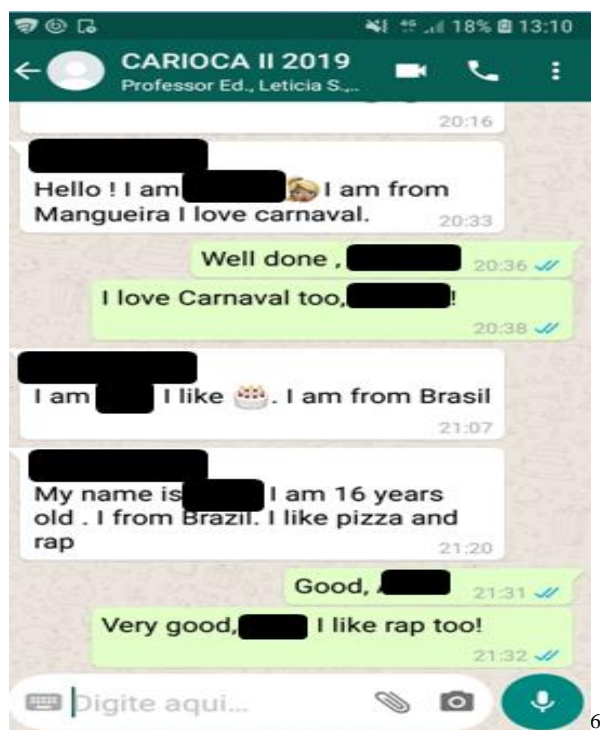 18% 13:10
CARIOCA II 2019
Professor Ed., Leticia S.,..
20:16
Hello ! I am I am from
Mangueira I love carnaval. 20:33
Well done , 20:36
I love Carnaval too, !
20:38
I am I like 🎂. I am from Brasil
21:07
My name is I am 16 years
old . I from Brazil. I like pizza and
rap 21:20
Good, 21:31
Very good, I like rap too!
21:32
Digite aqui...
6